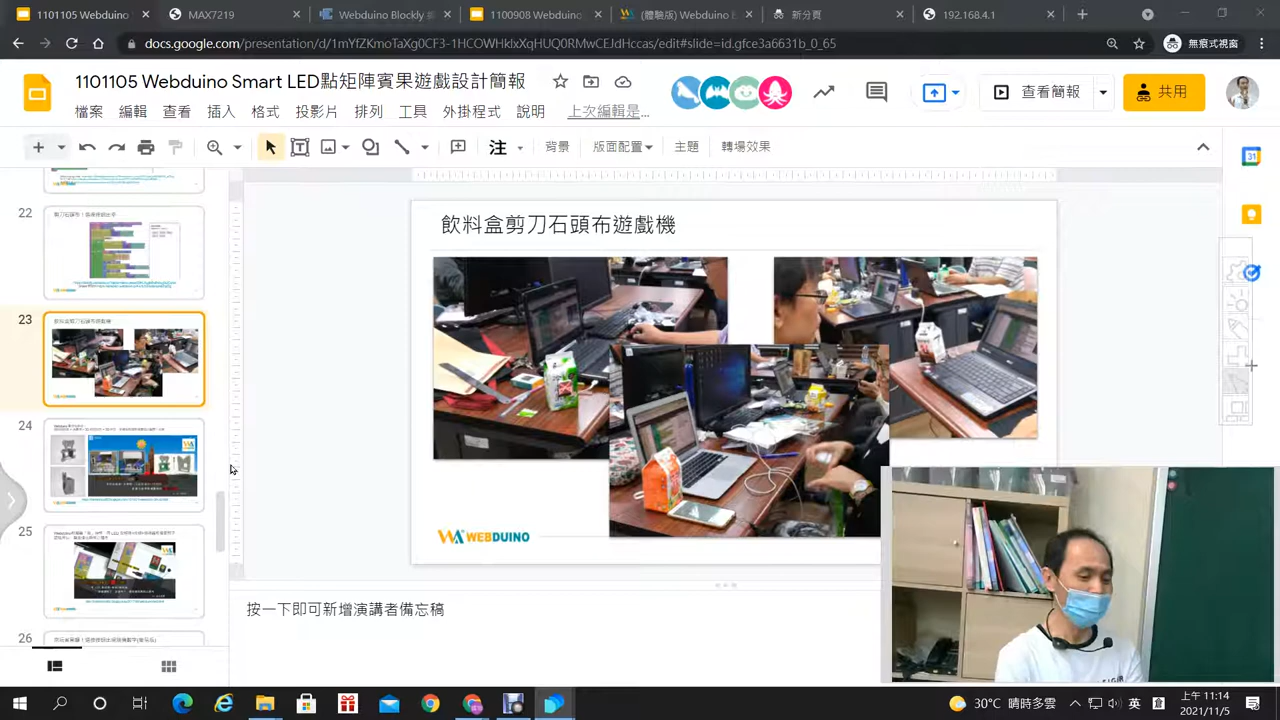 1100908 Webduino
MAX7219
Webduino Blockly
1100908 Webduino
(體驗版) Webduino E
新分頁
192.168.4.1
docs.google.com/presentation/d/1mYfZKmoTaXg0CF3-1HCOWHklxXqHUQ0RMwCEJdHccas/edit#slide=id.gfce3a6631b_0_65
無痕式視窗
1101105 Webduino Smart LED點矩陣賓果遊戲設計簡報
檔案 編輯 查看 插入 格式 投影片 排列 工具 外掛程式 說明 上次編輯是...
查看簡報
共用
注
背景 版面配置 主題 轉場效果
31
22
23
24
25
26
飲料盒剪刀石頭布遊戲機
WEBDUINO
按一下即可新增演講者備忘稿
30°C 晴時多雲
英
上午 11:14
2021/11/5